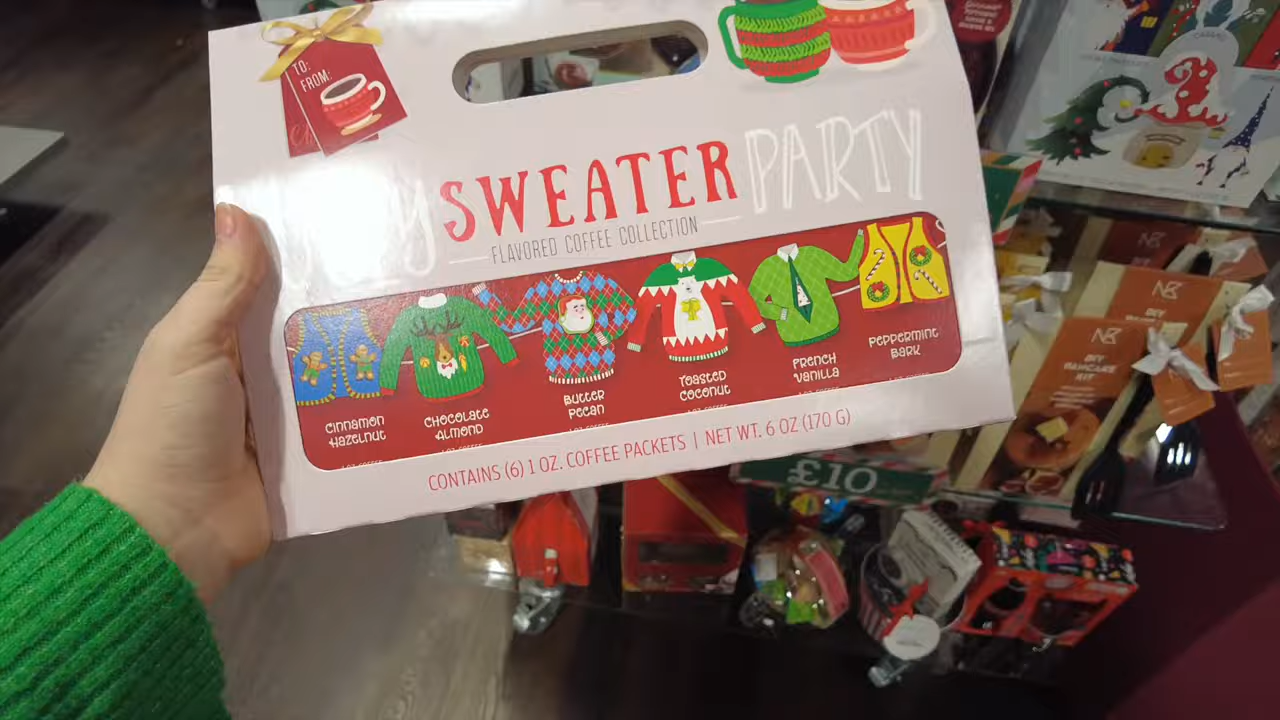 TO:
FROM:
SWEATER PARTY
FLAVORED COFFEE COLLECTION
CINNAMON
HAZELNUT
CHOCOLATE
ALMOND
BUTTER
PECAN
TOASTED
COCONUT
FRENCH
VANILLA
PEPPERMINT
BARK
CONTAINS (6) 1 OZ. COFFEE PACKETS | NET WT. 6 OZ (170 G)
£10
DIY
PANCAKE
KIT